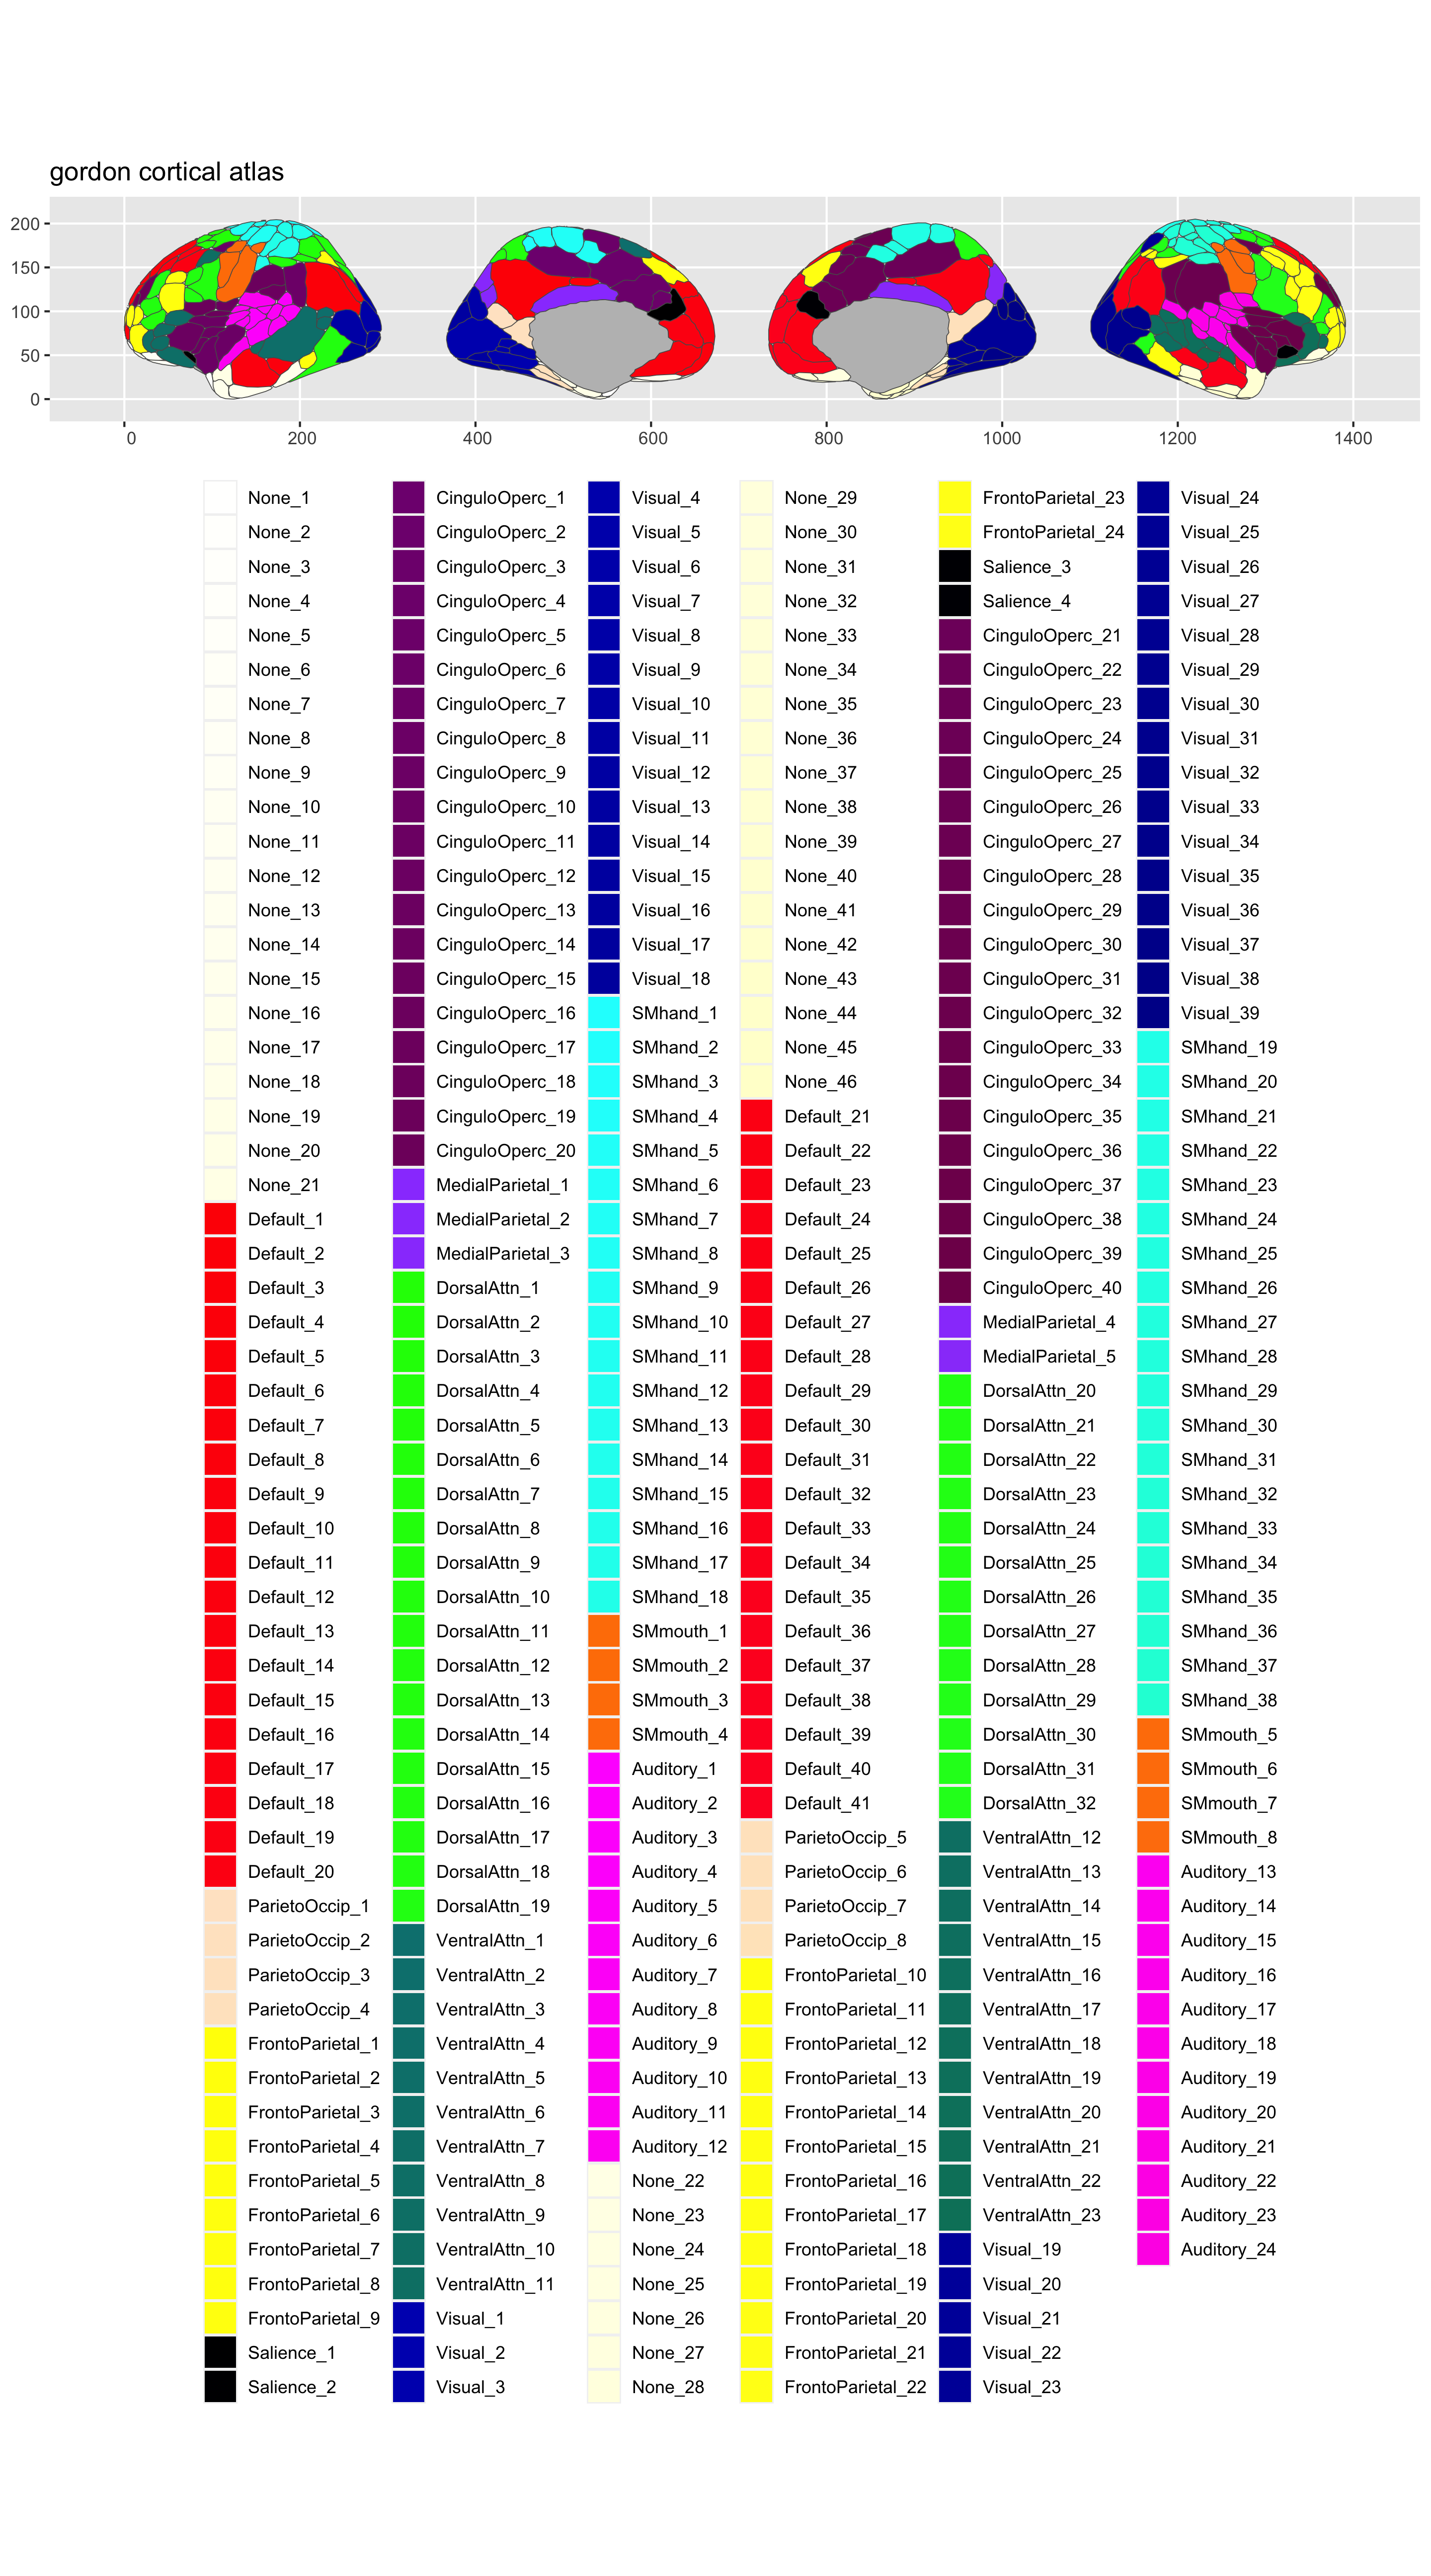 gordon cortical atlas
200
150
100
50
0
0 200 400 600 800 1000 1200 1400
None_1
None_2
None_3
None_4
None_5
None_6
None_7
None_8
None_9
None_10
None_11
None_12
None_13
None_14
None_15
None_16
None_17
None_18
None_19
None_20
None_21
Default_1
Default_2
Default_3
Default_4
Default_5
Default_6
Default_7
Default_8
Default_9
Default_10
Default_11
Default_12
Default_13
Default_14
Default_15
Default_16
Default_17
Default_18
Default_19
Default_20
ParietoOccip_1
ParietoOccip_2
ParietoOccip_3
ParietoOccip_4
FrontoParietal_1
FrontoParietal_2
FrontoParietal_3
FrontoParietal_4
FrontoParietal_5
FrontoParietal_6
FrontoParietal_7
FrontoParietal_8
FrontoParietal_9
Salience_1
Salience_2
CinguloOperc_1
CinguloOperc_2
CinguloOperc_3
CinguloOperc_4
CinguloOperc_5
CinguloOperc_6
CinguloOperc_7
CinguloOperc_8
CinguloOperc_9
CinguloOperc_10
CinguloOperc_11
CinguloOperc_12
CinguloOperc_13
CinguloOperc_14
CinguloOperc_15
CinguloOperc_16
CinguloOperc_17
CinguloOperc_18
CinguloOperc_19
CinguloOperc_20
MedialParietal_1
MedialParietal_2
MedialParietal_3
DorsalAttn_1
DorsalAttn_2
DorsalAttn_3
DorsalAttn_4
DorsalAttn_5
DorsalAttn_6
DorsalAttn_7
DorsalAttn_8
DorsalAttn_9
DorsalAttn_10
DorsalAttn_11
DorsalAttn_12
DorsalAttn_13
DorsalAttn_14
DorsalAttn_15
DorsalAttn_16
DorsalAttn_17
DorsalAttn_18
DorsalAttn_19
VentralAttn_1
VentralAttn_2
VentralAttn_3
VentralAttn_4
VentralAttn_5
VentralAttn_6
VentralAttn_7
VentralAttn_8
VentralAttn_9
VentralAttn_10
VentralAttn_11
Visual_1
Visual_2
Visual_3
Visual_4
Visual_5
Visual_6
Visual_7
Visual_8
Visual_9
Visual_10
Visual_11
Visual_12
Visual_13
Visual_14
Visual_15
Visual_16
Visual_17
Visual_18
SMhand_1
SMhand_2
SMhand_3
SMhand_4
SMhand_5
SMhand_6
SMhand_7
SMhand_8
SMhand_9
SMhand_10
SMhand_11
SMhand_12
SMhand_13
SMhand_14
SMhand_15
SMhand_16
SMhand_17
SMhand_18
SMmouth_1
SMmouth_2
SMmouth_3
SMmouth_4
Auditory_1
Auditory_2
Auditory_3
Auditory_4
Auditory_5
Auditory_6
Auditory_7
Auditory_8
Auditory_9
Auditory_10
Auditory_11
Auditory_12
None_22
None_23
None_24
None_25
None_26
None_27
None_28
None_29
None_30
None_31
None_32
None_33
None_34
None_35
None_36
None_37
None_38
None_39
None_40
None_41
None_42
None_43
None_44
None_45
None_46
Default_21
Default_22
Default_23
Default_24
Default_25
Default_26
Default_27
Default_28
Default_29
Default_30
Default_31
Default_32
Default_33
Default_34
Default_35
Default_36
Default_37
Default_38
Default_39
Default_40
Default_41
ParietoOccip_5
ParietoOccip_6
ParietoOccip_7
ParietoOccip_8
FrontoParietal_10
FrontoParietal_11
FrontoParietal_12
FrontoParietal_13
FrontoParietal_14
FrontoParietal_15
FrontoParietal_16
FrontoParietal_17
FrontoParietal_18
FrontoParietal_19
FrontoParietal_20
FrontoParietal_21
FrontoParietal_22
FrontoParietal_23
FrontoParietal_24
Salience_3
Salience_4
CinguloOperc_21
CinguloOperc_22
CinguloOperc_23
CinguloOperc_24
CinguloOperc_25
CinguloOperc_26
CinguloOperc_27
CinguloOperc_28
CinguloOperc_29
CinguloOperc_30
CinguloOperc_31
CinguloOperc_32
CinguloOperc_33
CinguloOperc_34
CinguloOperc_35
CinguloOperc_36
CinguloOperc_37
CinguloOperc_38
CinguloOperc_39
CinguloOperc_40
MedialParietal_4
MedialParietal_5
DorsalAttn_20
DorsalAttn_21
DorsalAttn_22
DorsalAttn_23
DorsalAttn_24
DorsalAttn_25
DorsalAttn_26
DorsalAttn_27
DorsalAttn_28
DorsalAttn_29
DorsalAttn_30
DorsalAttn_31
DorsalAttn_32
VentralAttn_12
VentralAttn_13
VentralAttn_14
VentralAttn_15
VentralAttn_16
VentralAttn_17
VentralAttn_18
VentralAttn_19
VentralAttn_20
VentralAttn_21
VentralAttn_22
VentralAttn_23
Visual_19
Visual_20
Visual_21
Visual_22
Visual_23
Visual_24
Visual_25
Visual_26
Visual_27
Visual_28
Visual_29
Visual_30
Visual_31
Visual_32
Visual_33
Visual_34
Visual_35
Visual_36
Visual_37
Visual_38
Visual_39
SMhand_19
SMhand_20
SMhand_21
SMhand_22
SMhand_23
SMhand_24
SMhand_25
SMhand_26
SMhand_27
SMhand_28
SMhand_29
SMhand_30
SMhand_31
SMhand_32
SMhand_33
SMhand_34
SMhand_35
SMhand_36
SMhand_37
SMhand_38
SMmouth_5
SMmouth_6
SMmouth_7
SMmouth_8
Auditory_13
Auditory_14
Auditory_15
Auditory_16
Auditory_17
Auditory_18
Auditory_19
Auditory_20
Auditory_21
Auditory_22
Auditory_23
Auditory_24